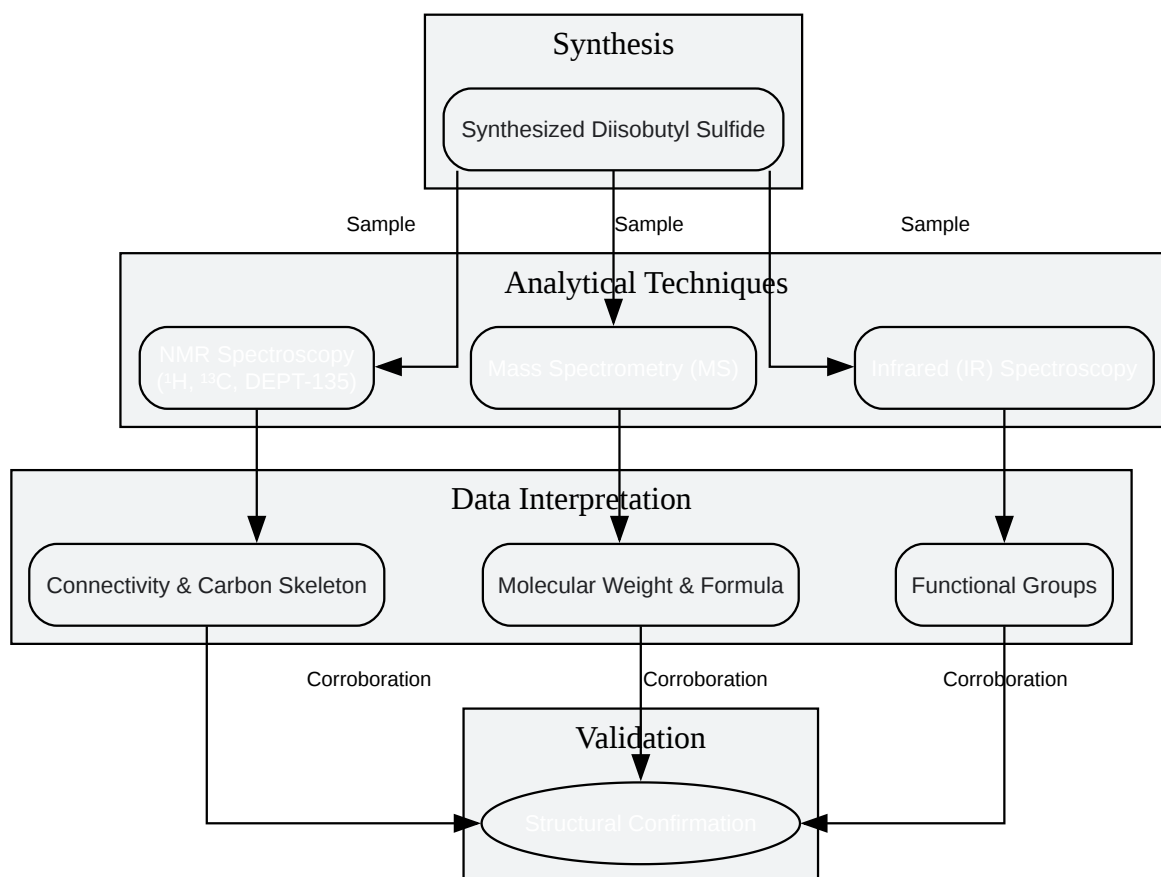 Synthesis
Synthesized Diisobutyl Sulfide
Sample
Sample
Sample
Analytical Techniques
NMR Spectroscopy
(¹H, ¹³C, DEPT-135)
Mass Spectrometry (MS)
Infrared (IR) Spectroscopy
Data Interpretation
Connectivity & Carbon Skeleton
Molecular Weight & Formula
Functional Groups
Corroboration
Corroboration
Corroboration
Validation
Structural Confirmation